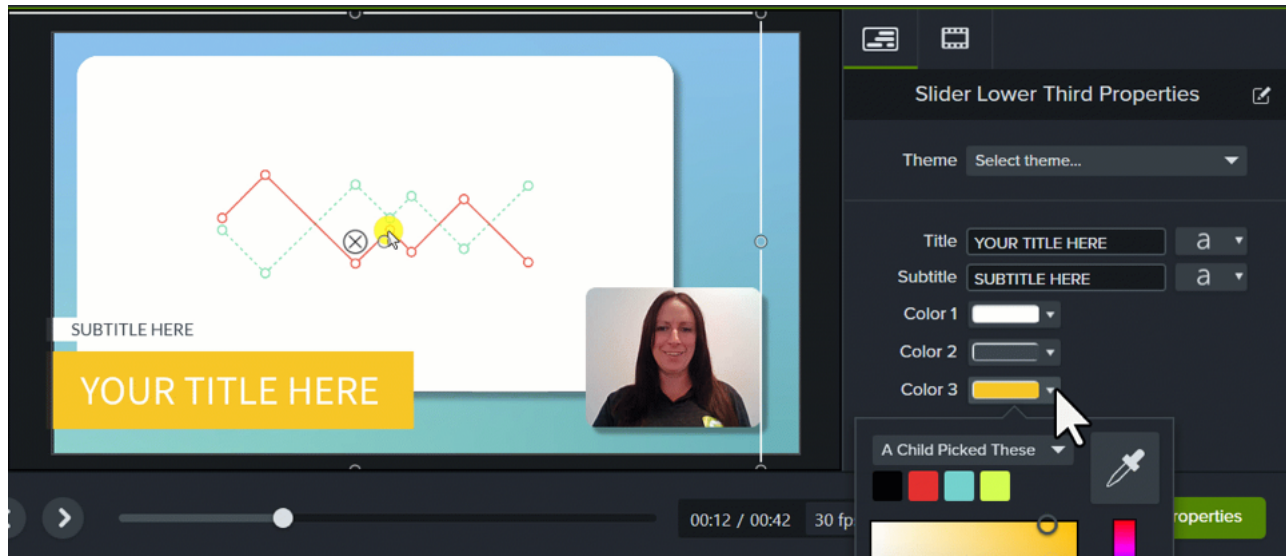 Slider Lower Third Properties
Theme Select theme...
Title YOUR TITLE HERE a
Subtitle SUBTITLE HERE a
Color 1
Color 2
Color 3
A Child Picked These
SUBTITLE HERE
YOUR TITLE HERE
00:12 / 00:42 30 fp
roperties